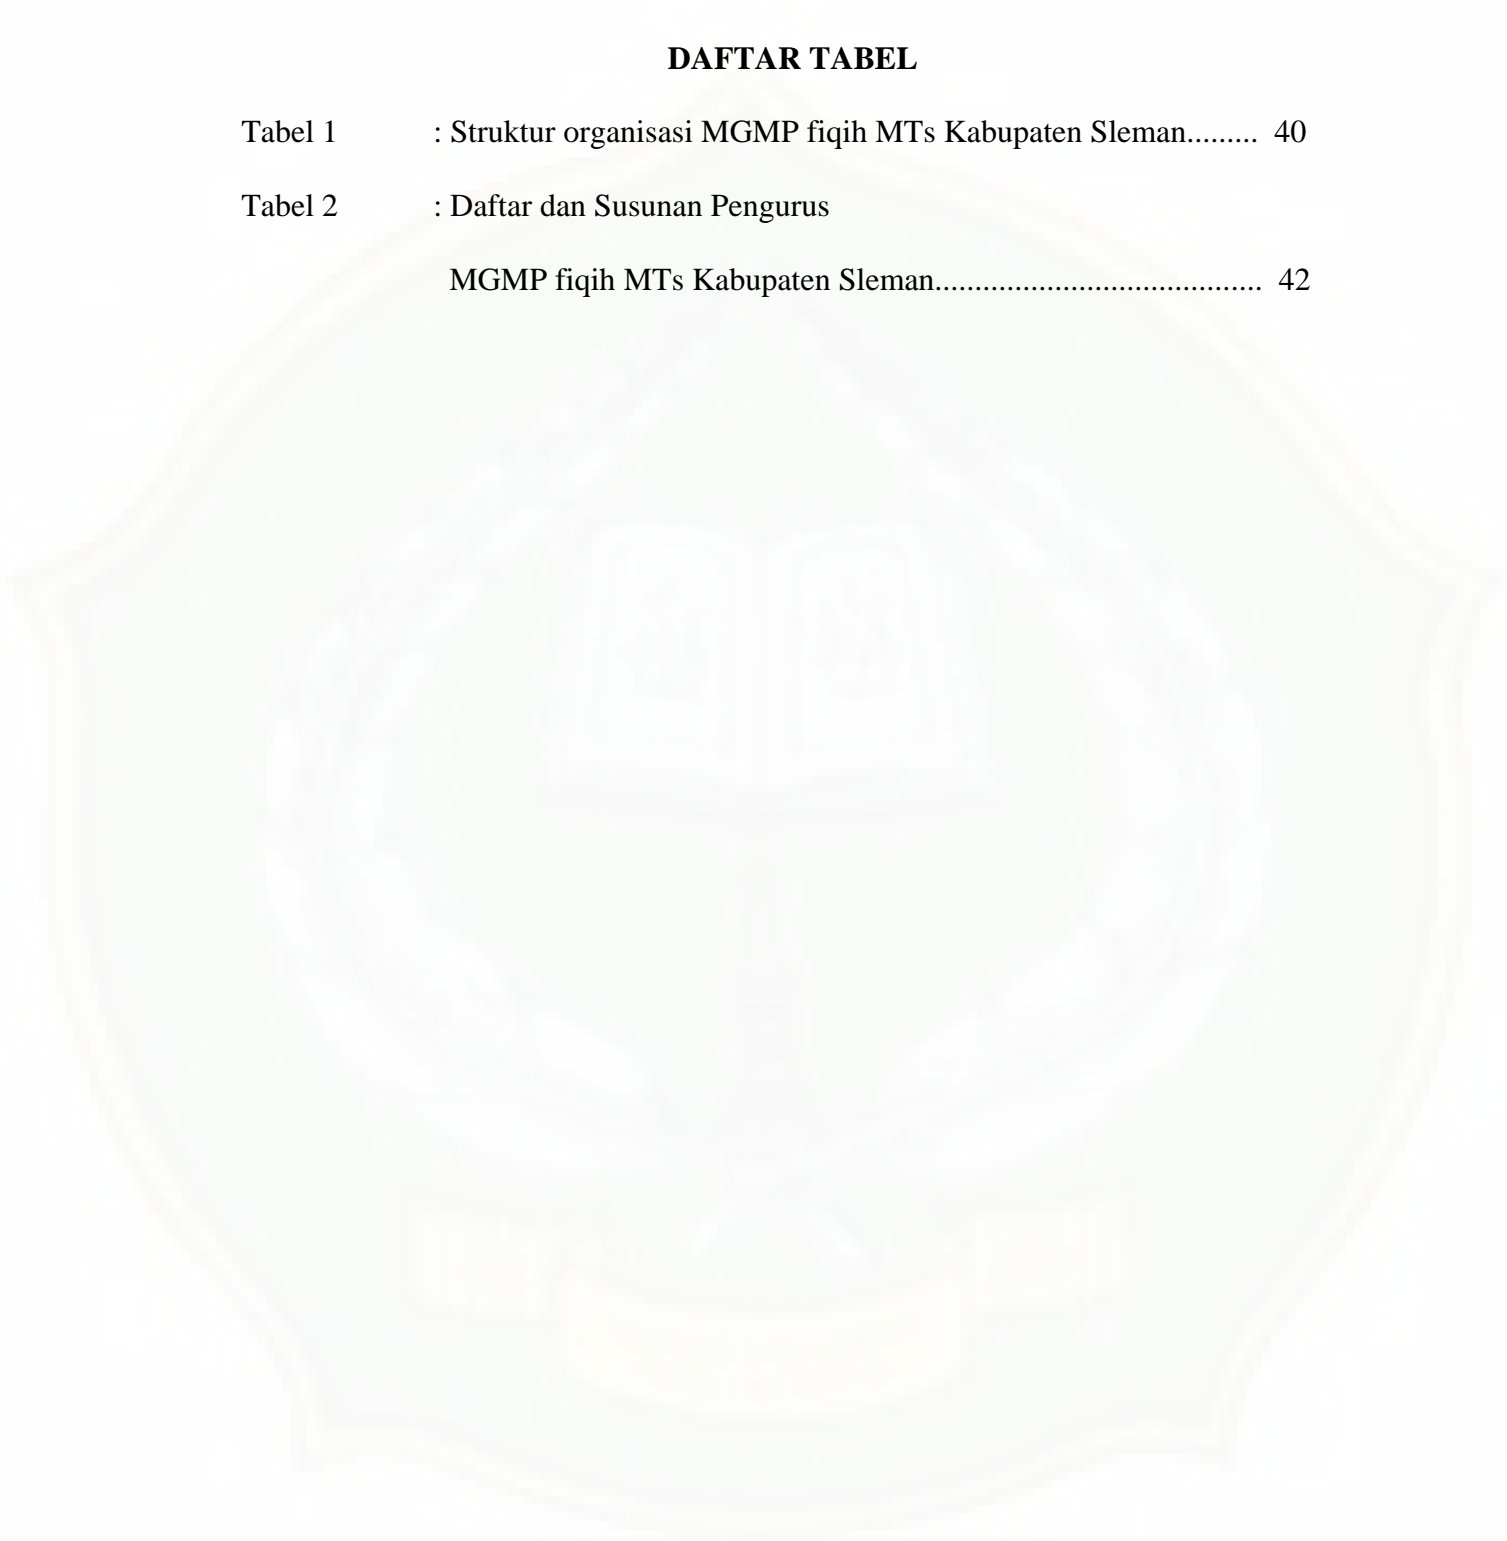 DAFTAR TABEL
Tabel 1 : Struktur organisasi MGMP fiqih MTs Kabupaten Sleman......... 40
Tabel 2 : Daftar dan Susunan Pengurus
MGMP fiqih MTs Kabupaten Sleman......................................... 42